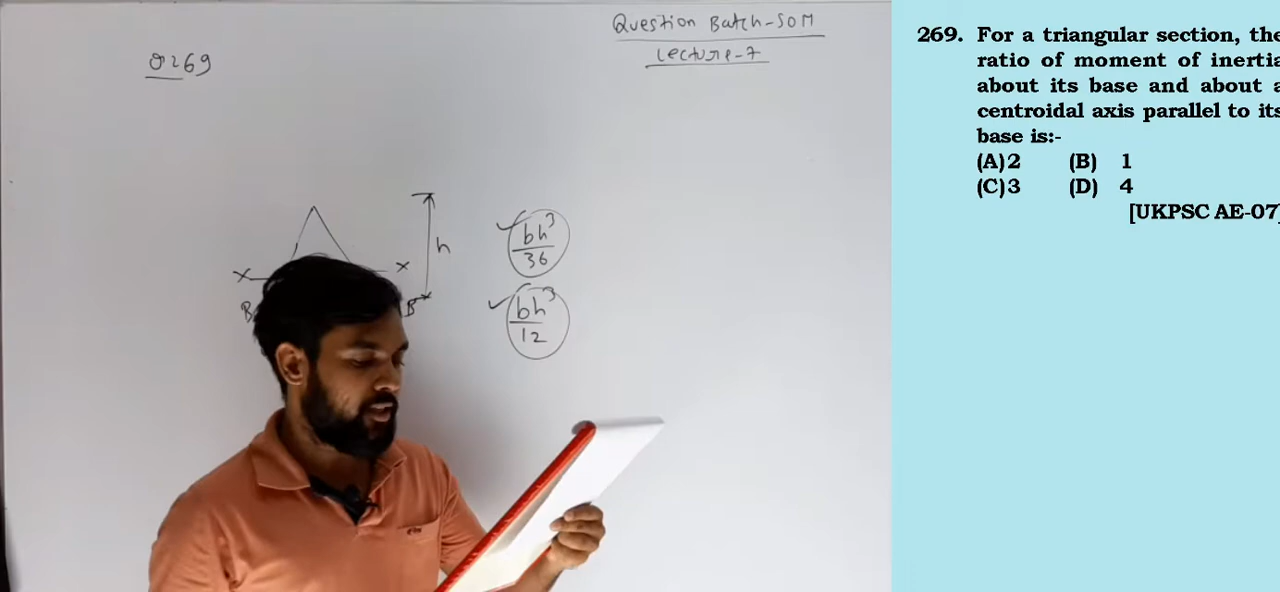 Question Batch-SOM
Lecture-7
Q269
h
x x
B B
bh³
36
bh³
12
269. For a triangular section, the
ratio of moment of inertia
about its base and about a
centroidal axis parallel to its
base is:-
(A) 2 (B) 1
(C) 3 (D) 4
[UKPSC AE-07]